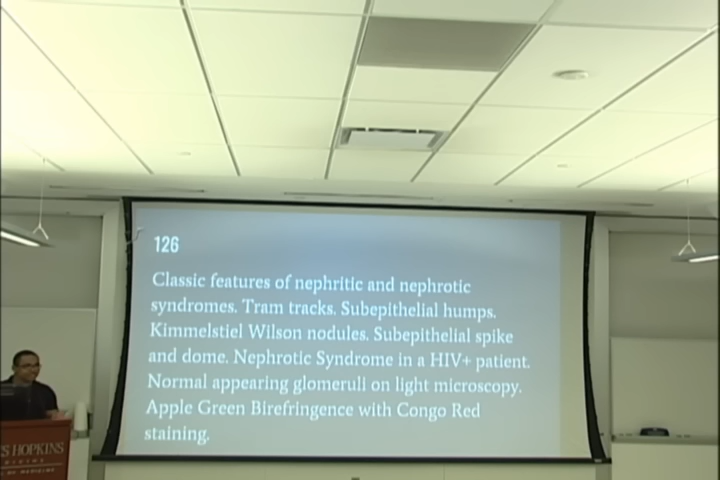 126
Classic features of nephritic and nephrotic
syndromes. Tram tracks. Subepithelial humps.
Kimmelstiel Wilson nodules. Subepithelial spike
and dome. Nephrotic Syndrome in a HIV+ patient.
Normal appearing glomeruli on light microscopy.
Apple Green Birefringence with Congo Red
staining.
S HOPKINS
OF MEDICINE